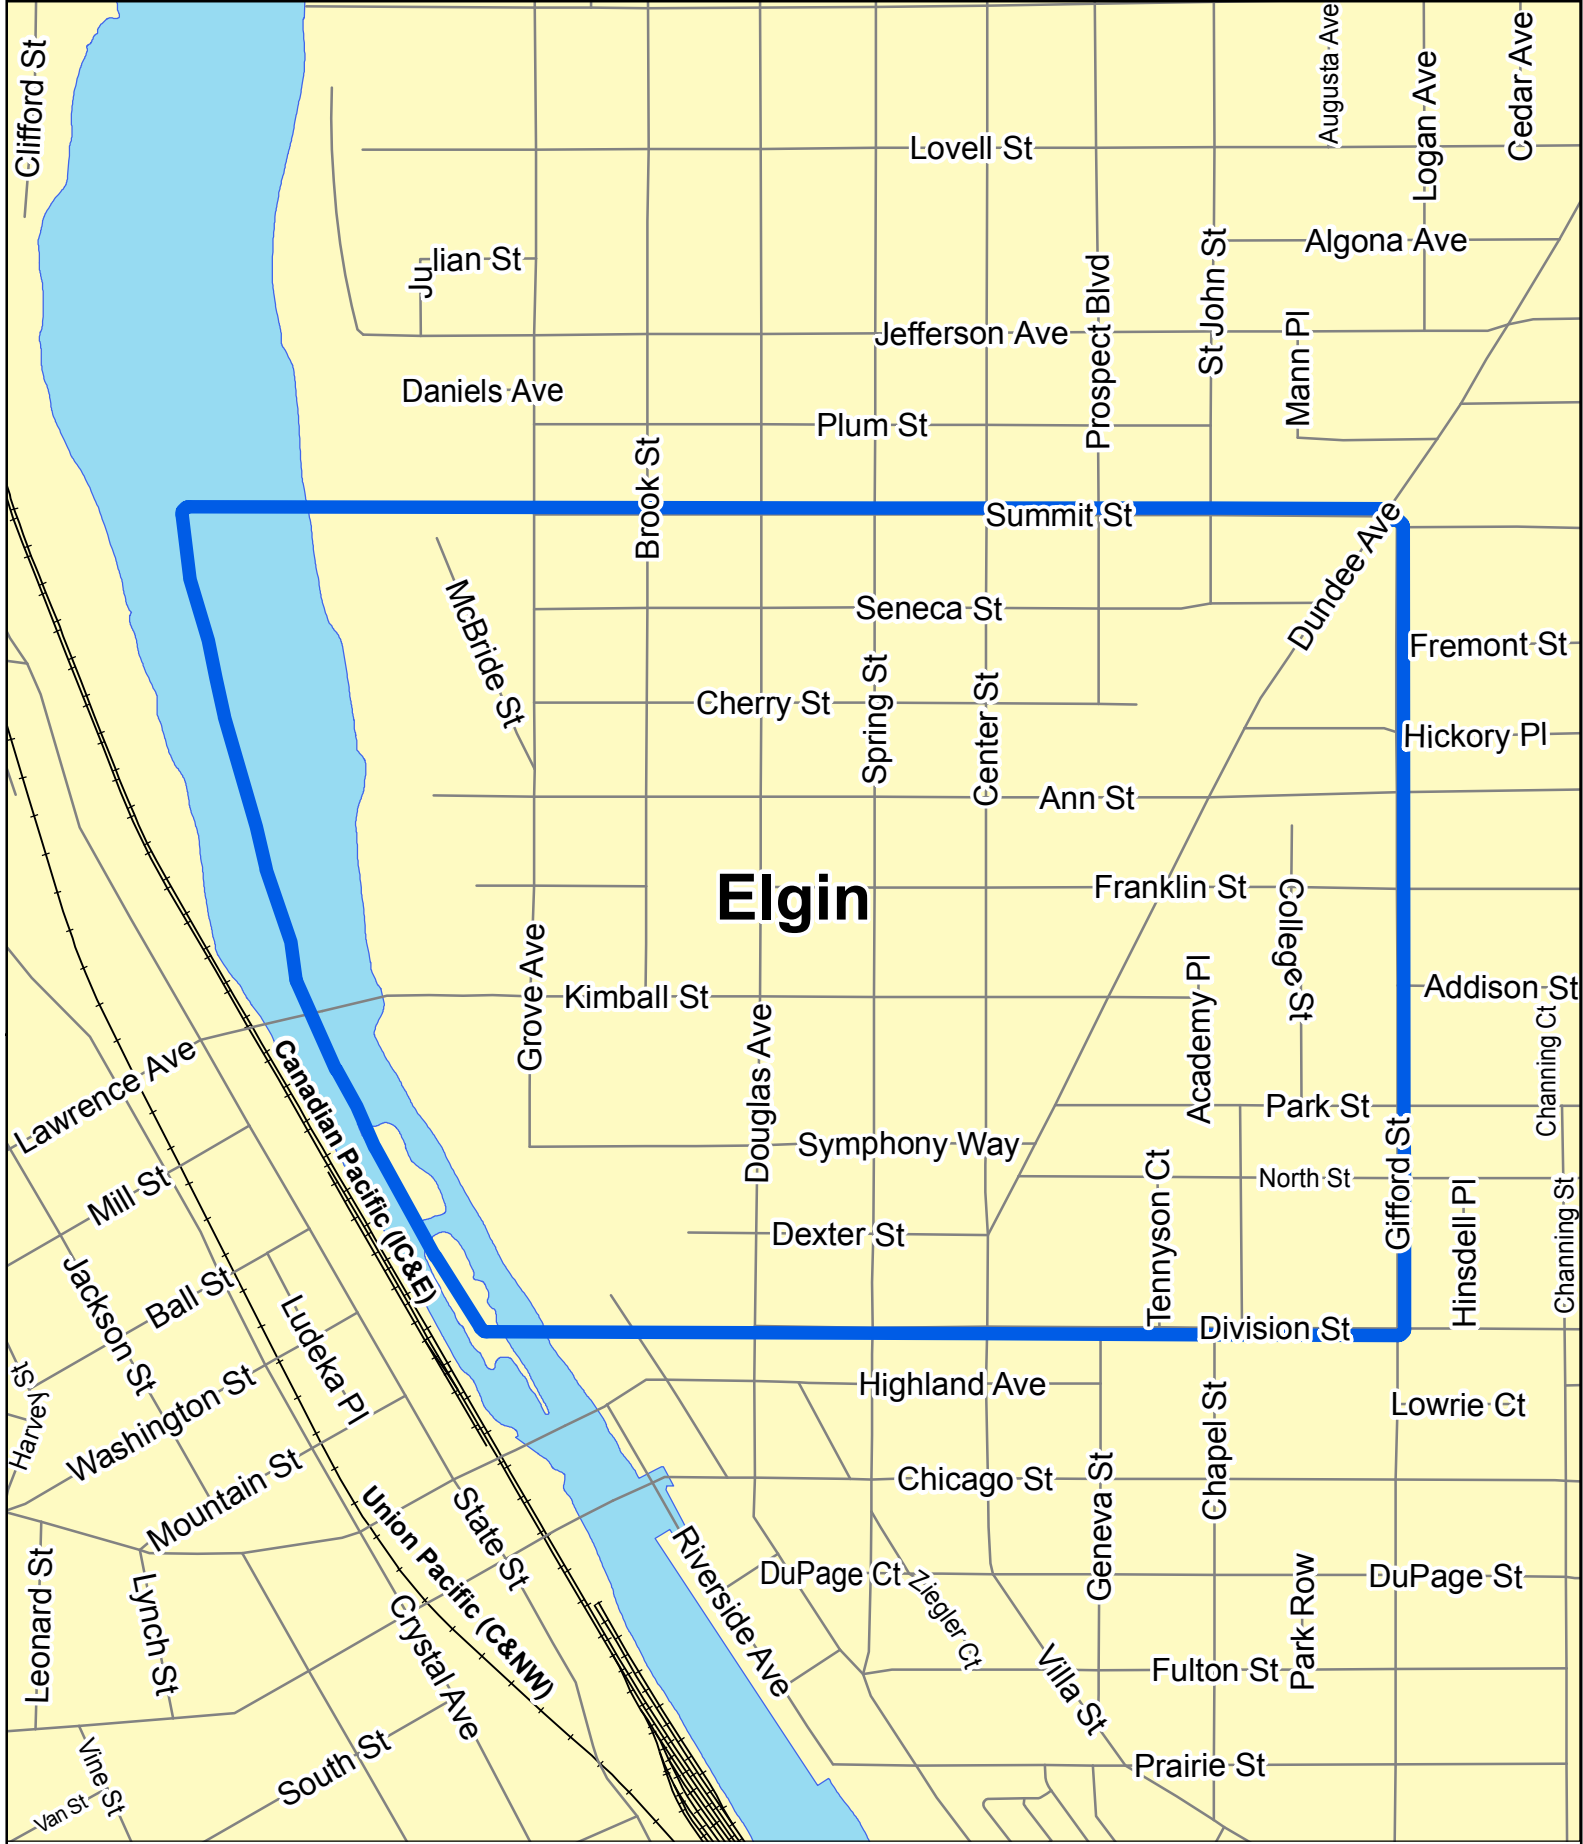 Clifford St
Augusta Ave
Logan Ave
Cedar Ave
Lovell St
Algona Ave
Julian St
Prospect Blvd
St John St
Jefferson Ave
Mann Pl
Daniels Ave
Plum St
Brook St
Summit St
Dundee Ave
McBride St
Seneca St
Fremont St
Cherry St
Spring St
Center St
Hickory Pl
Ann St
Elgin
Franklin St
College St
Grove Ave
Kimball St
Academy Pl
Addison St
Douglas Ave
Channing Ct
Lawrence Ave
Canadian Pacific (IC&E)
Park St
Symphony Way
Mill St
Tennyson Ct
North St
Gifford St
Hinsdell Pl
Channing St
Dexter St
Jackson St
Ball St
Ludeka Pl
Division St
Harvey St
Washington St
Highland Ave
Chapel St
Lowrie Ct
Mountain St
Union Pacific (C&NW)
State St
Chicago St
Geneva St
Leonard St
Lynch St
Riverside Ave
DuPage Ct
Ziegler Ct
DuPage St
Park Row
Crystal Ave
Villa St
Fulton St
Vine St
South St
Prairie St
Van St